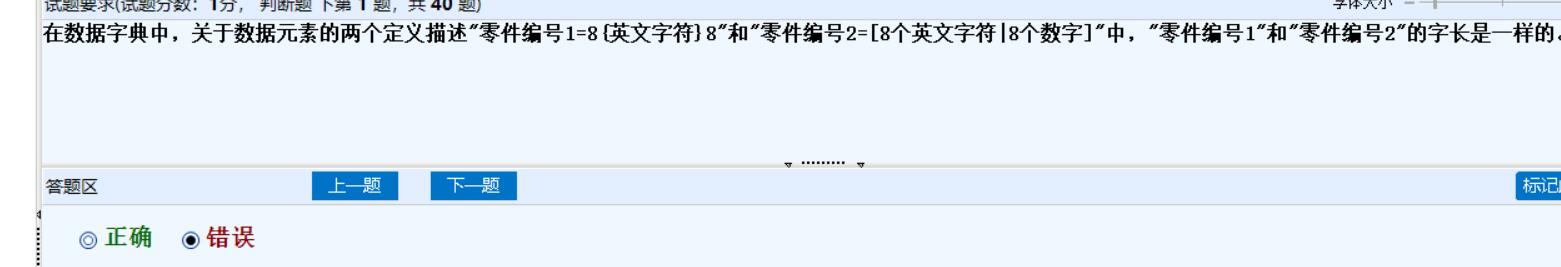 试题要求(试题分数：1分， 判断题 下第 1 题，共 40 题) 字体大小
在数据字典中，关于数据元素的两个定义描述"零件编号1=8{英文字符}8"和"零件编号2=[8个英文字符|8个数字]"中，"零件编号1"和"零件编号2"的字长是一样的。
答题区 上一题 下一题 标记
正确 错误